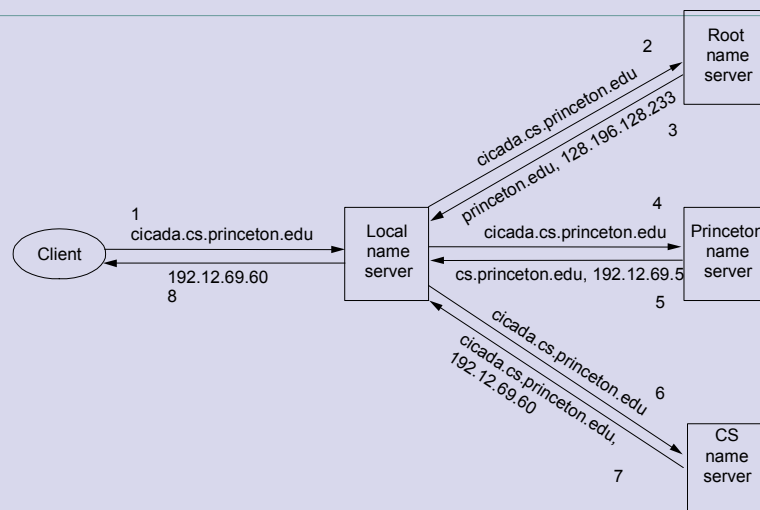 2
Root
name
server
cicada.cs.princeton.edu
princeton.edu, 128.196.128.233
3
1
cicada.cs.princeton.edu
Client
192.12.69.60
8
Local
name
server
4
cicada.cs.princeton.edu
cs.princeton.edu, 192.12.69.5
5
Princeton
name
server
cicada.cs.princeton.edu
6
cicada.cs.princeton.edu,
192.12.69.60
7
CS
name
server